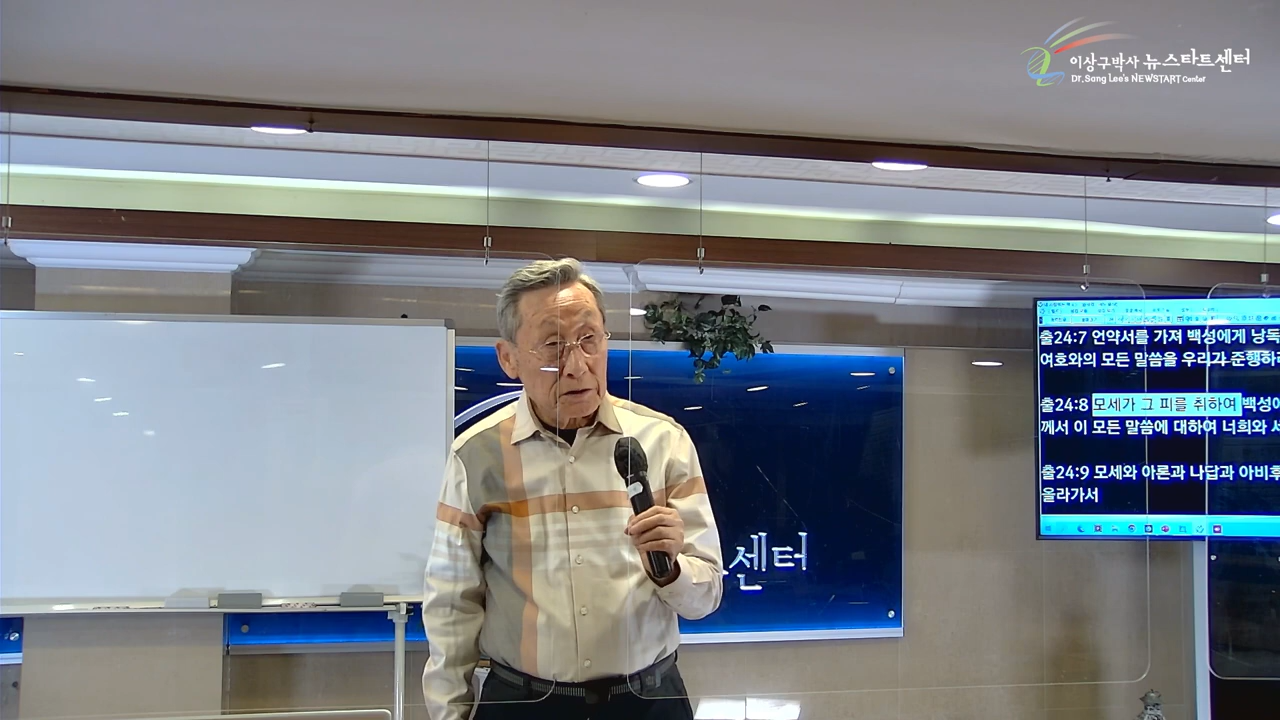 이상구박사 뉴스타트센터
Dr. Sang Lee's NEWSTART Center
출24:7 언약서를 가져 백성에게 낭독
여호와의 모든 말씀을 우리가 준행하리
출24:8 모세가 그 피를 취하여 백성에
께서 이 모든 말씀에 대하여 너희와 세
출24:9 모세와 아론과 나답과 아비후
올라가서
센터